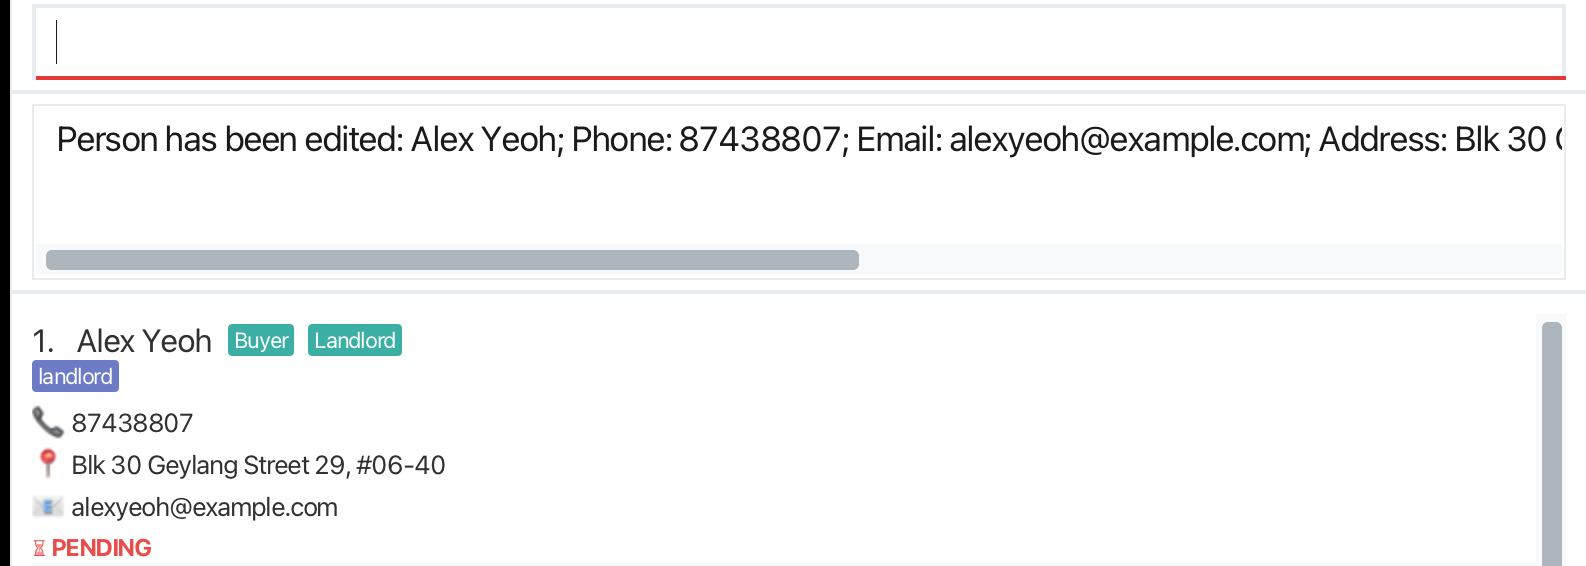 Person has been edited: Alex Yeoh; Phone: 87438807; Email: alexyeoh@example.com; Address: Blk 30
1. Alex Yeoh Buyer Landlord
landlord
87438807
Blk 30 Geylang Street 29, #06-40
alexyeoh@example.com
PENDING